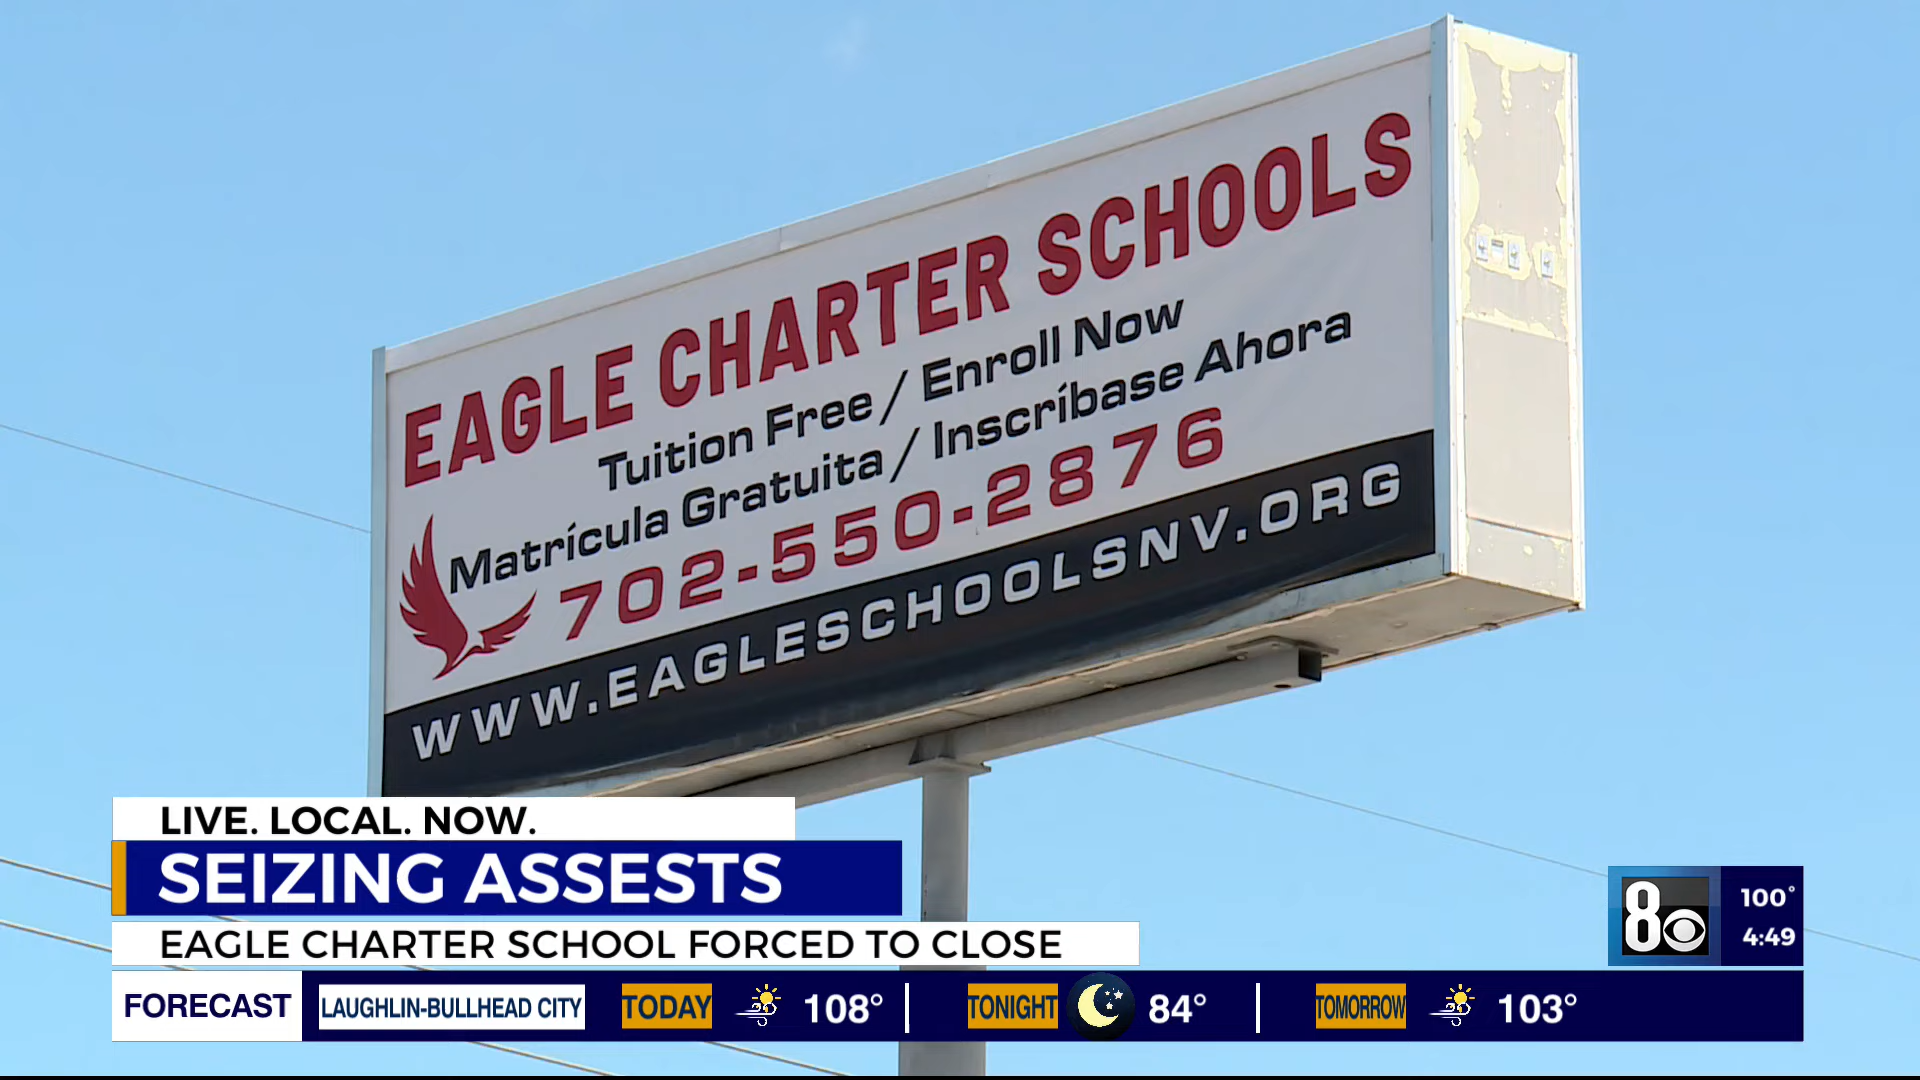 EAGLE CHARTER SCHOOLS
Tuition Free / Enroll Now
Matrícula Gratuita / Inscríbase Ahora
702-550-2876
WWW.EAGLESCHOOLSNV.ORG
LIVE. LOCAL. NOW.
SEIZING ASSESTS
EAGLE CHARTER SCHOOL FORCED TO CLOSE
8
100°
4:49
FORECAST LAUGHLIN-BULLHEAD CITY TODAY 108° TONIGHT 84° TOMORROW 103°